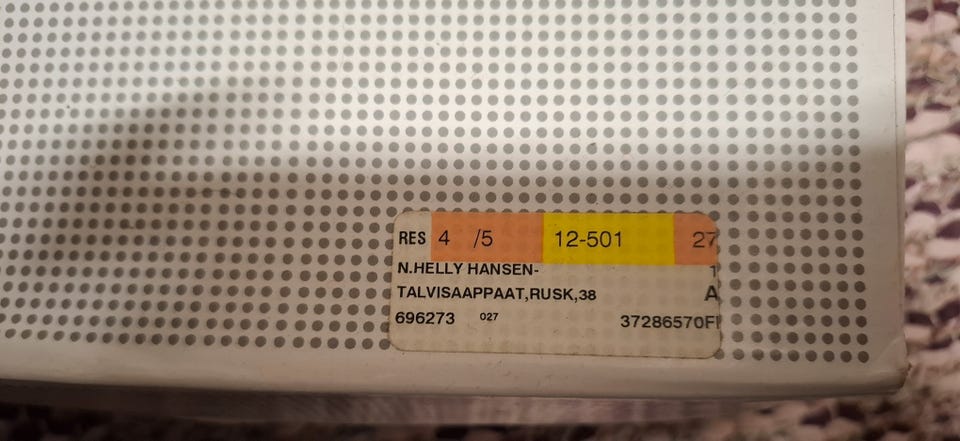 RES 4 /5 12-501 27
N.HELLY HANSEN- 1
TALVISAAPPAAT,RUSK,38 A
696273 027 37286570FI